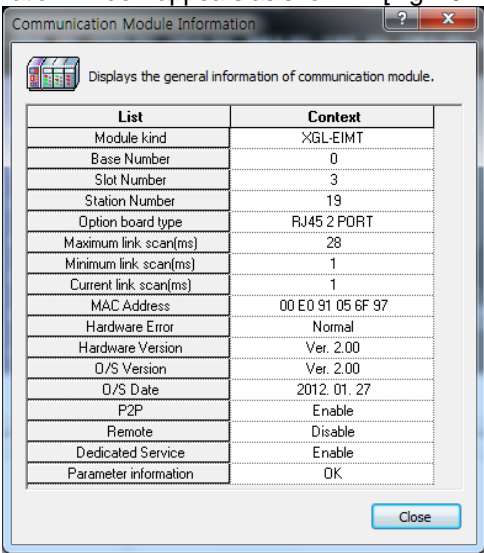 Communication Module Information
Displays the general information of communication module.
List Context
Module kind XGL-EIMT
Base Number 0
Slot Number 3
Station Number 19
Option board type RJ45 2 PORT
Maximum link scan(ms) 28
Minimum link scan(ms) 1
Current link scan(ms) 1
MAC Address 00 E0 91 05 6F 97
Hardware Error Normal
Hardware Version Ver. 2.00
O/S Version Ver. 2.00
O/S Date 2012. 01. 27
P2P Enable
Remote Disable
Dedicated Service Enable
Parameter information OK
Close